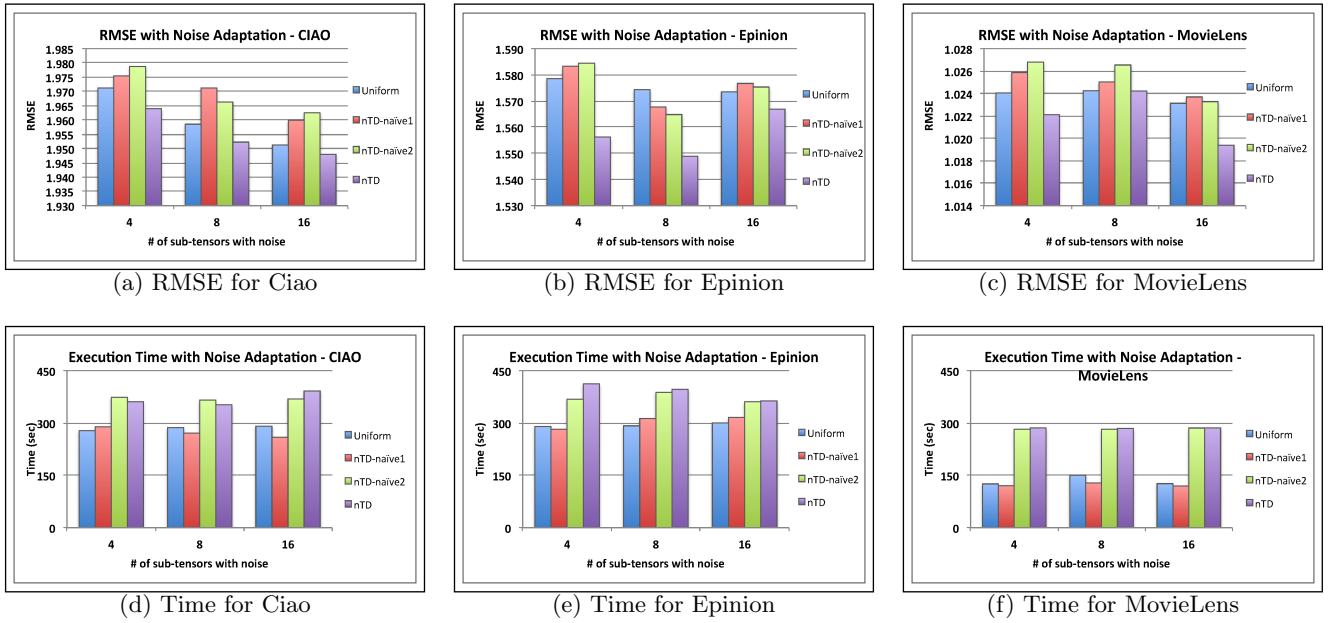 RMSE with Noise Adaptation - CIAO
RMSE
1.985
1.980
1.975
1.970
1.965
1.960
1.955
1.950
1.945
1.940
1.935
1.930
4
8
16
# of sub-tensors with noise
Uniform
nTD-naïve1
nTD-naïve2
nTD
(a) RMSE for Ciao
RMSE with Noise Adaptation - Epinion
RMSE
1.590
1.580
1.570
1.560
1.550
1.540
1.530
4
8
16
# of sub-tensors with noise
Uniform
nTD-naïve1
nTD-naïve2
nTD
(b) RMSE for Epinion
RMSE with Noise Adaptation - MovieLens
RMSE
1.028
1.026
1.024
1.022
1.020
1.018
1.016
1.014
4
8
16
# of sub-tensors with noise
Uniform
nTD-naïve1
nTD-naïve2
nTD
(c) RMSE for MovieLens
Execution Time with Noise Adaptation - CIAO
Time (sec)
450
300
150
0
4
8
16
# of sub-tensors with noise
Uniform
nTD-naïve1
nTD-naïve2
nTD
(d) Time for Ciao
Execution Time with Noise Adaptation - Epinion
Time (sec)
450
300
150
0
4
8
16
# of sub-tensors with noise
Uniform
nTD-naïve1
nTD-naïve2
nTD
(e) Time for Epinion
Execution Time with Noise Adaptation -
MovieLens
Time (sec)
450
300
150
0
4
8
16
# of sub-tensors with noise
Uniform
nTD-naïve1
nTD-naïve2
nTD
(f) Time for MovieLens